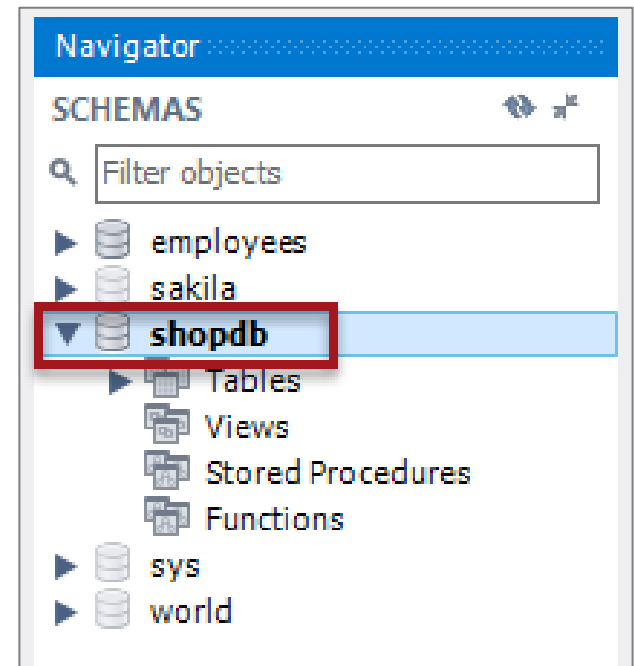 Navigator
SCHEMAS
Filter objects
employees
sakila
shopdb
Tables
Views
Stored Procedures
Functions
sys
world